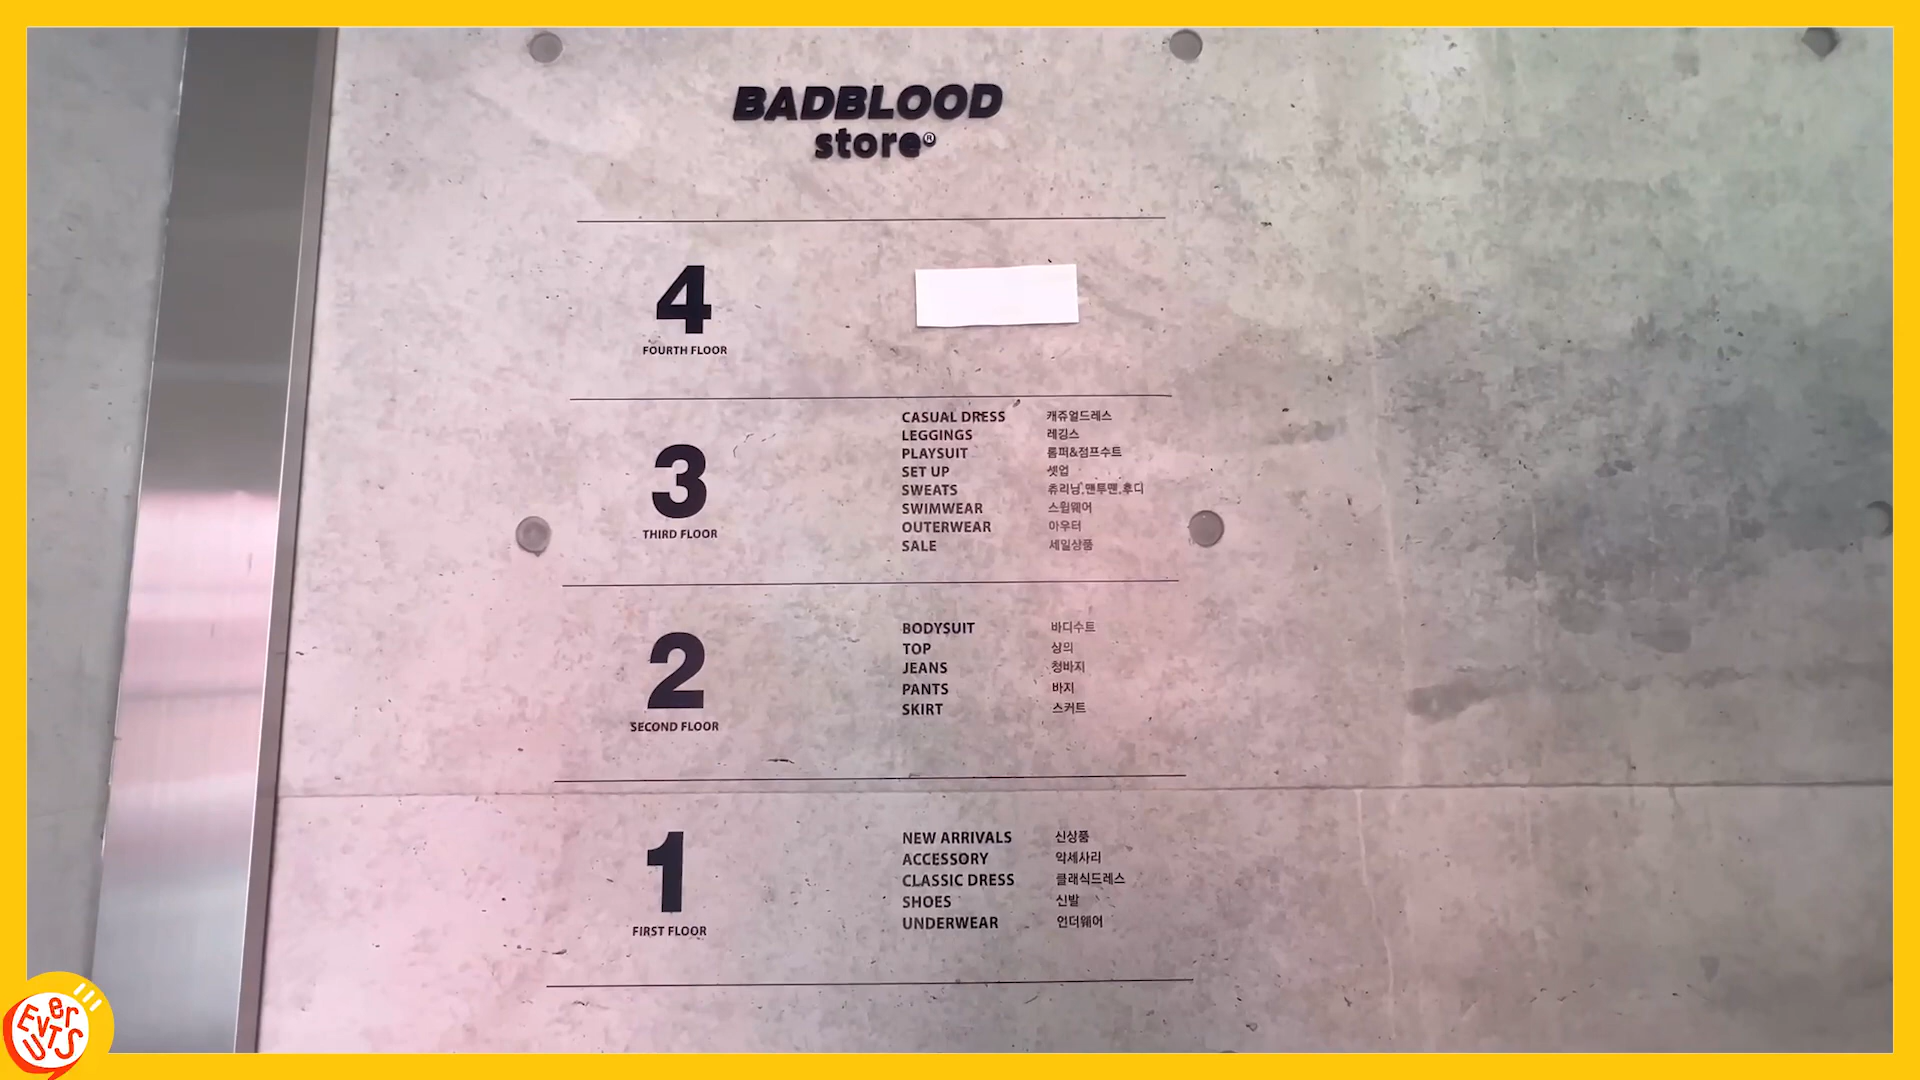 BADBLOOD
store®
4
FOURTH FLOOR
3
THIRD FLOOR
CASUAL DRESS 캐쥬얼드레스
LEGGINGS 레깅스
PLAYSUIT 롬퍼&점프수트
SET UP 셋업
SWEATS 츄리닝,맨투맨,후디
SWIMWEAR 스윔웨어
OUTERWEAR 아우터
SALE 세일상품
2
SECOND FLOOR
BODYSUIT 바디수트
TOP 상의
JEANS 청바지
PANTS 바지
SKIRT 스커트
1
FIRST FLOOR
NEW ARRIVALS 신상품
ACCESSORY 악세사리
CLASSIC DRESS 클래식드레스
SHOES 신발
UNDERWEAR 언더웨어
Ever
UTS